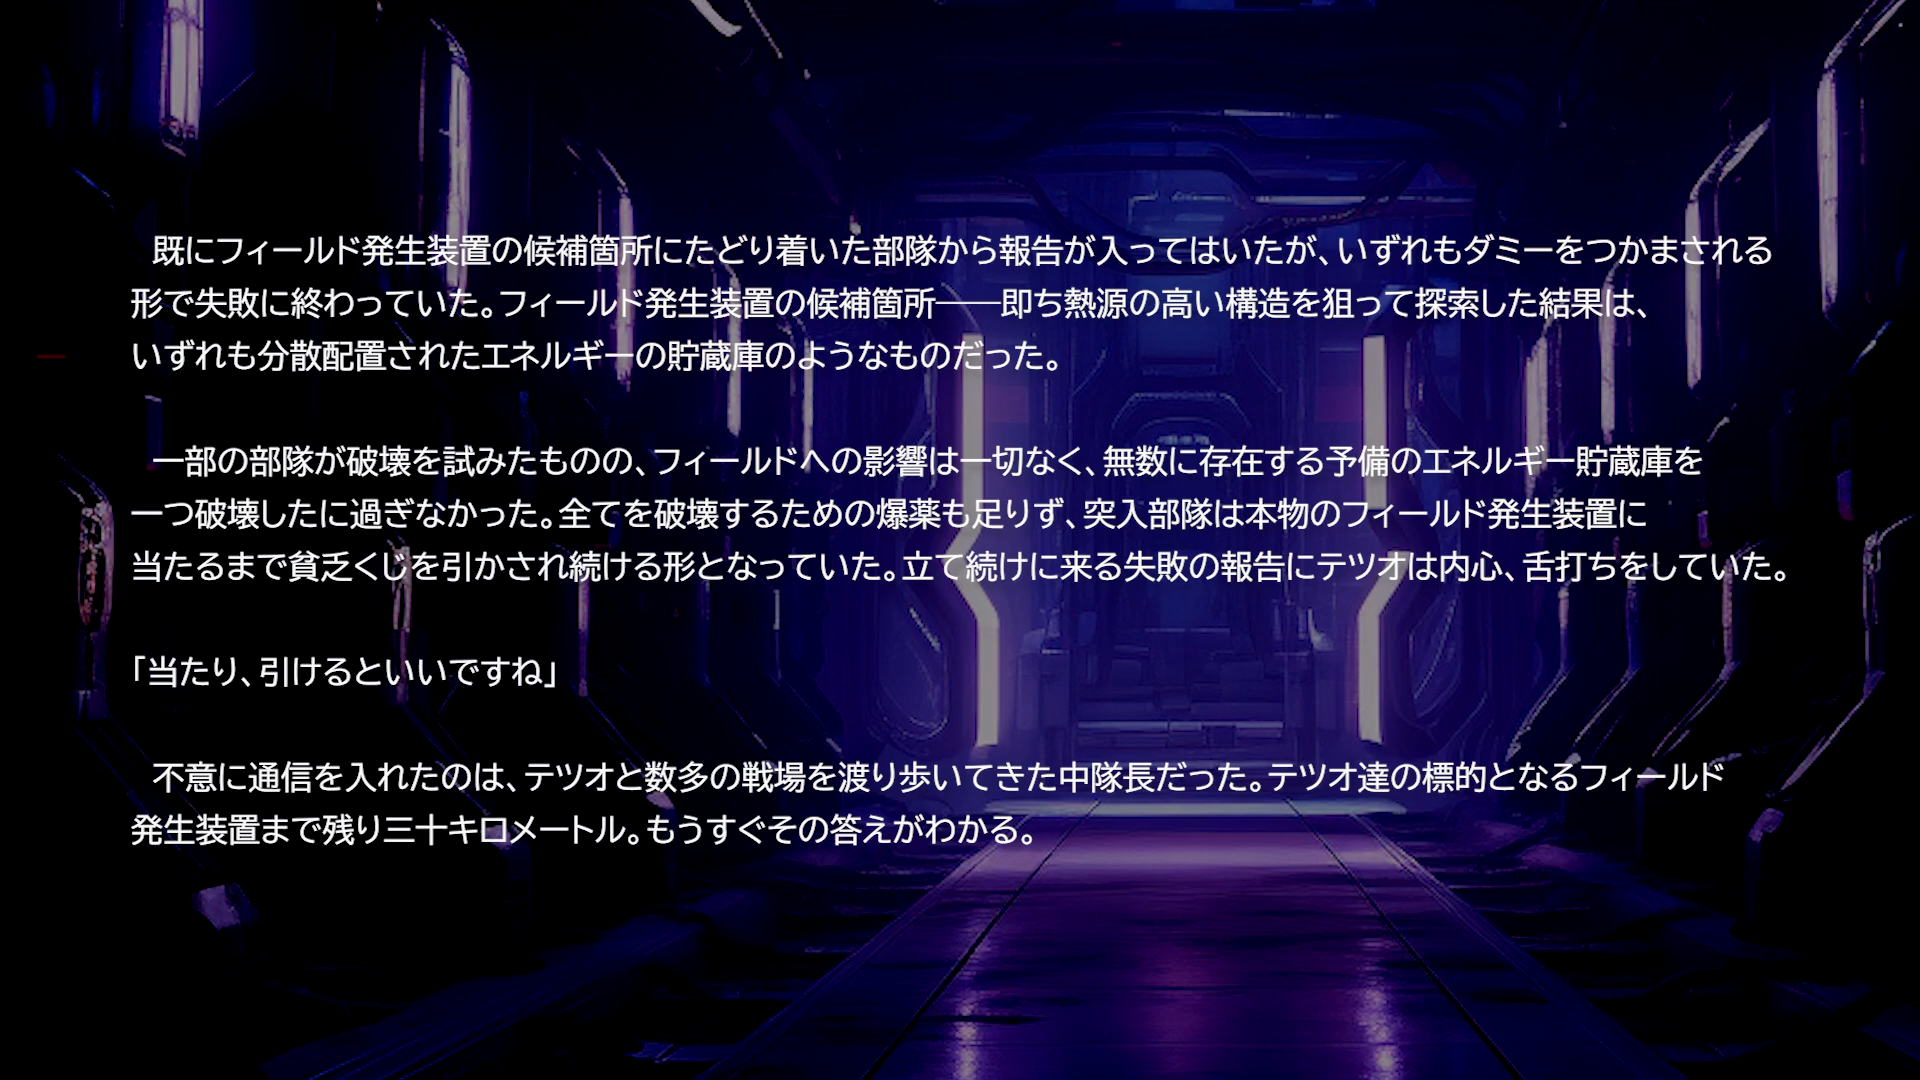 既にフィールド発生装置の候補箇所にたどり着いた部隊から報告が入ってはいたが、いずれもダミーをつかまされる
形で失敗に終わっていた。フィールド発生装置の候補箇所――即ち熱源の高い構造を狙って探索した結果は、
いずれも分散配置されたエネルギーの貯蔵庫のようなものだった。
一部の部隊が破壊を試みたものの、フィールドへの影響は一切なく、無数に存在する予備のエネルギー貯蔵庫を
一つ破壊したに過ぎなかった。全てを破壊するための爆薬も足りず、突入部隊は本物のフィールド発生装置に
当たるまで貧乏くじを引かされ続ける形となっていた。立て続けに来る失敗の報告にテツオは内心、舌打ちをしていた。
「当たり、引けるといいですね」
不意に通信を入れたのは、テツオと数多の戦場を渡り歩いてきた中隊長だった。テツオ達の標的となるフィールド
発生装置まで残り三十キロメートル。もうすぐその答えがわかる。